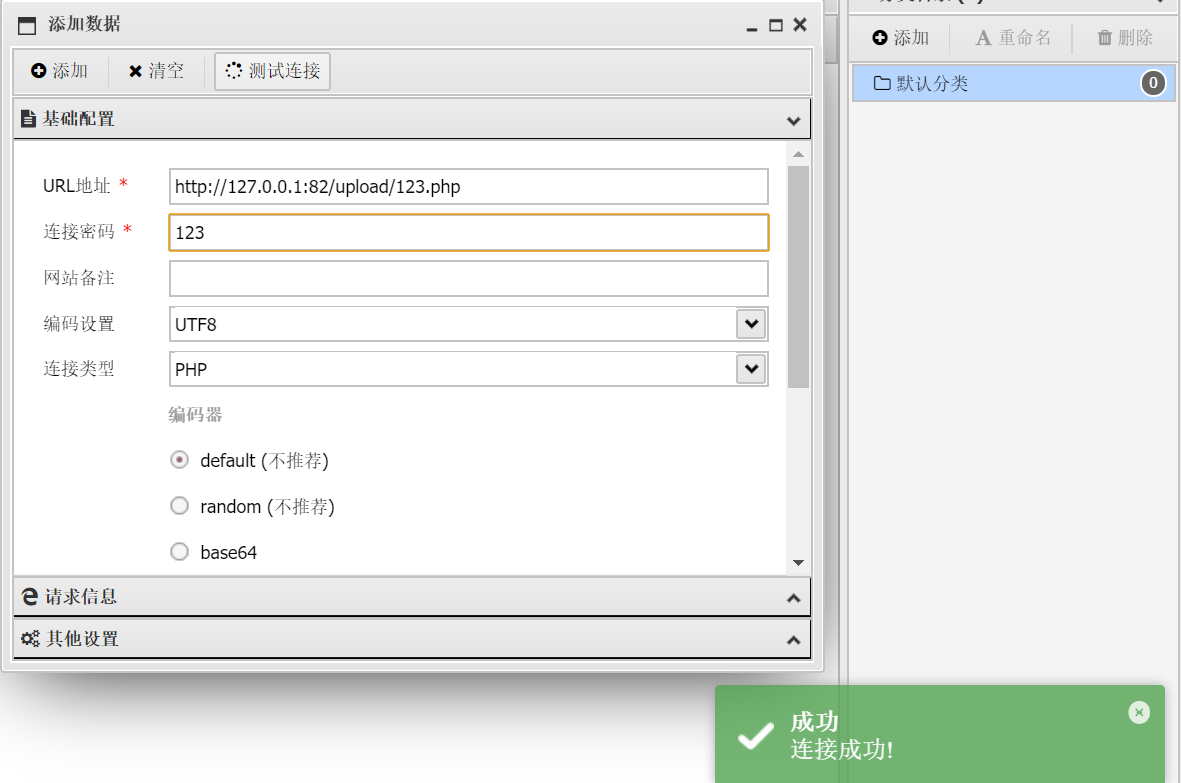 添加数据
添加 清空 测试连接
基础配置
URL地址 *
http://127.0.0.1:82/upload/123.php
连接密码 *
123
网站备注
编码设置
UTF8
连接类型
PHP
编码器
default (不推荐)
random (不推荐)
base64
请求信息
其他设置
添加 A 重命名 删除
默认分类 0
成功
连接成功!